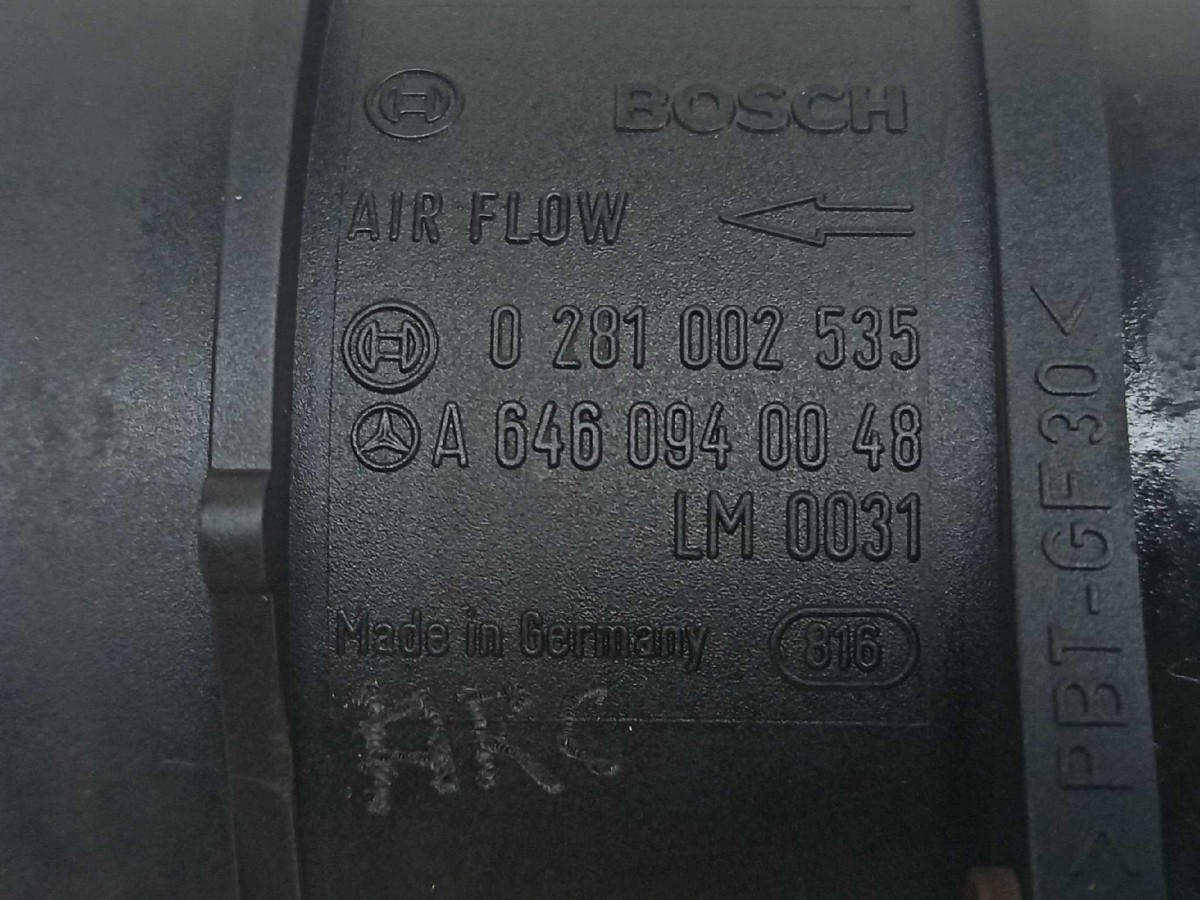 BOSCH
AIR FLOW
0 281 002 535
A 646 094 00 48
LM 0031
Made in Germany 816
>PBT-GF30<